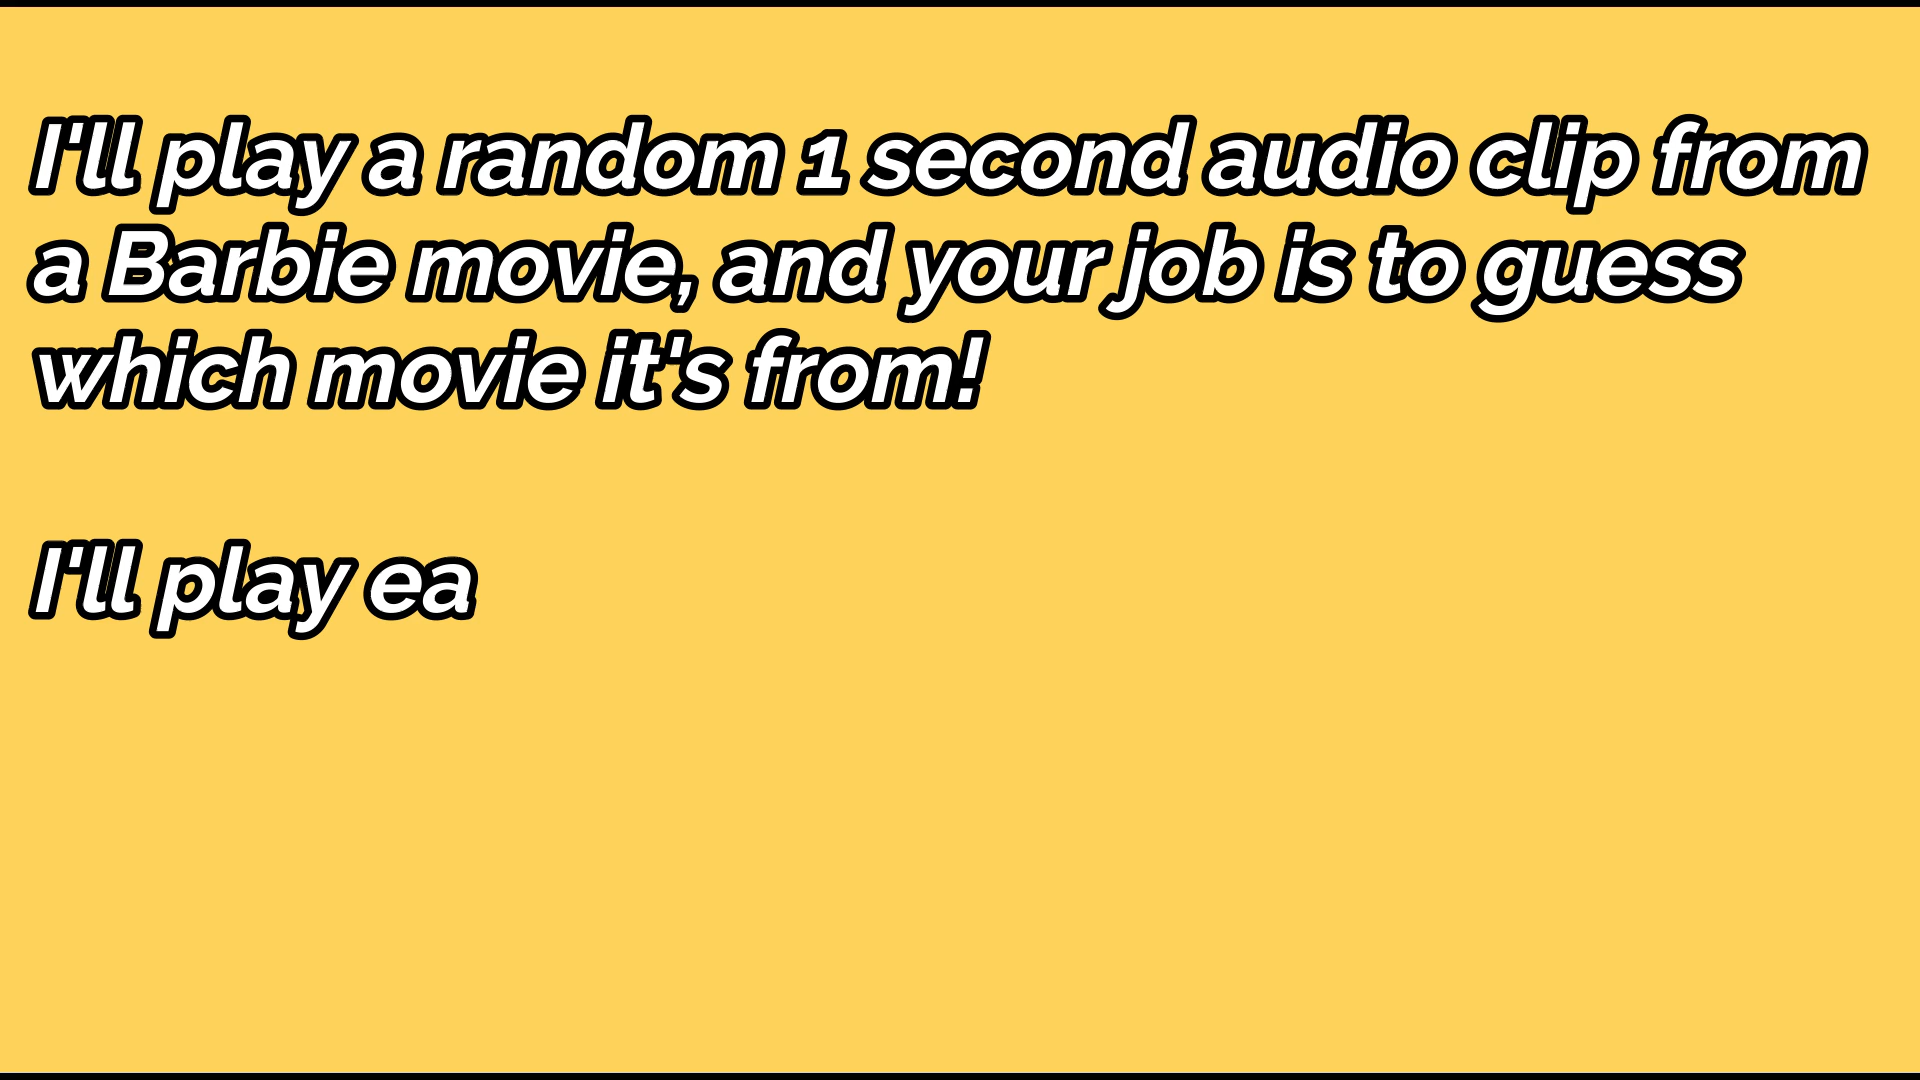 I'll play a random 1 second audio clip from
a Barbie movie, and your job is to guess
which movie it's from!
I'll play ea